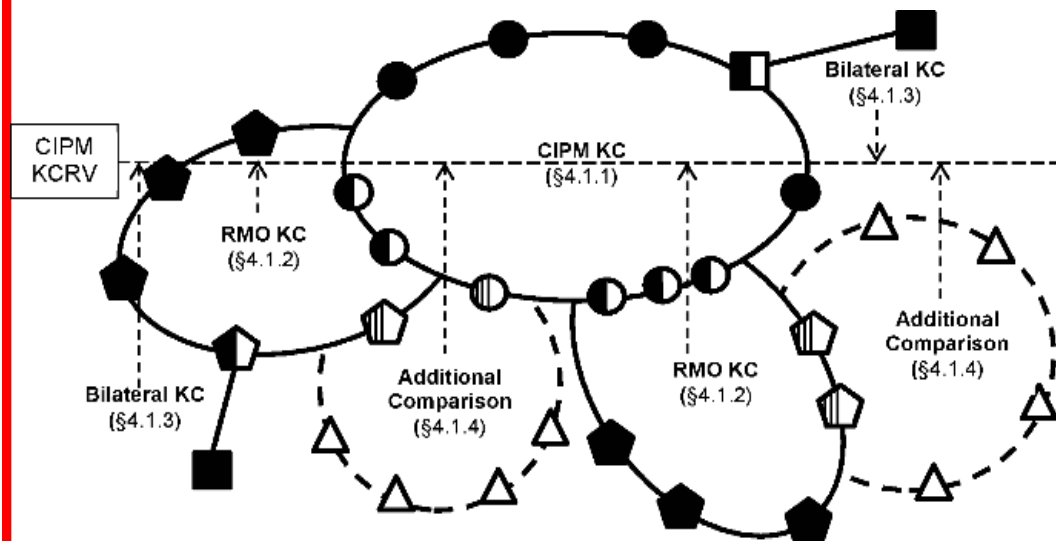 Bilateral KC
(§4.1.3)
CIPM
KCRV
CIPM KC
(§4.1.1)
RMO KC
(§4.1.2)
Additional
Comparison
(§4.1.4)
Bilateral KC
(§4.1.3)
Additional
Comparison
(§4.1.4)
RMO KC
(§4.1.2)